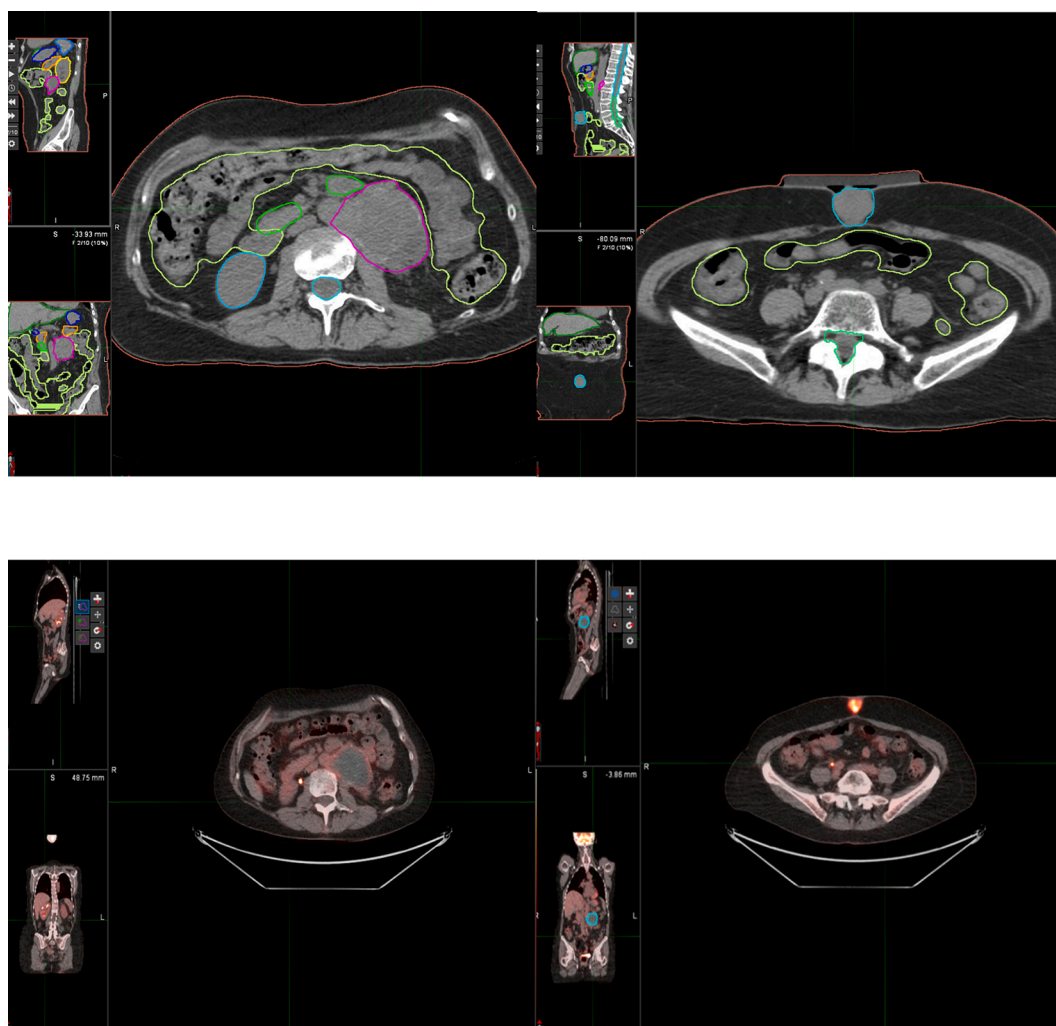 P
I
S -33.93 mm
F 2/10 (10%)
R
L
L
P
I
S -80.09 mm
F 2/10 (10%)
R
L
I
S 48.75 mm
R
L
L
I
S -3.86 mm
R
R
L